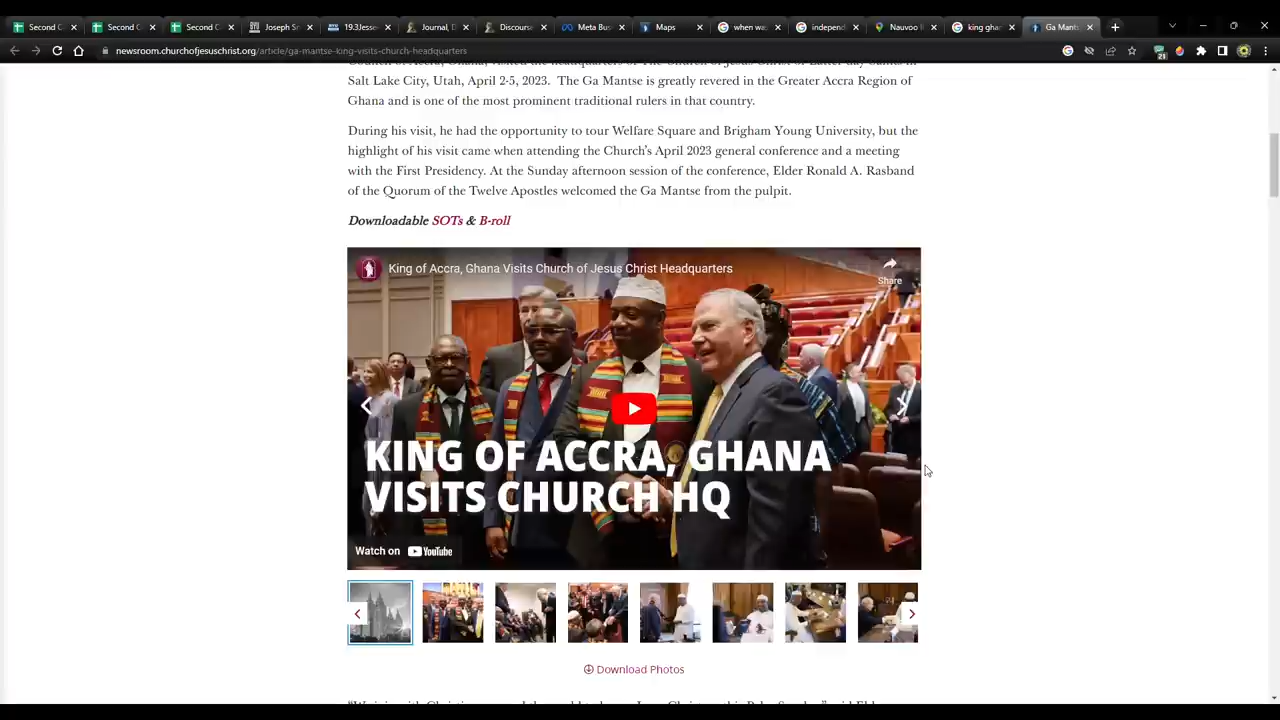 Second C
Second C
Second C
Joseph Sm
19.3Jesse
Journal, D
Discourse
Meta Bus
Maps
when wa
independ
Nauvoo I
king gha
Ga Mants
newsroom.churchofjesuschrist.org/article/ga-mantse-long-visits-church-headquarters
21
Salt Lake City, Utah, April 2-5, 2023. The Ga Mantse is greatly revered in the Greater Accra Region of
Ghana and is one of the most prominent traditional rulers in that country.
During his visit, he had the opportunity to tour Welfare Square and Brigham Young University, but the
highlight of his visit came when attending the Church's April 2023 general conference and a meeting
with the First Presidency. At the Sunday afternoon session of the conference, Elder Ronald A. Rasband
of the Quorum of the Twelve Apostles welcomed the Ga Mantse from the pulpit.
Downloadable SOTs & B-roll
King of Accra, Ghana Visits Church of Jesus Christ Headquarters
Share
KING OF ACCRA, GHANA
VISITS CHURCH HQ
Watch on YouTube
Download Photos